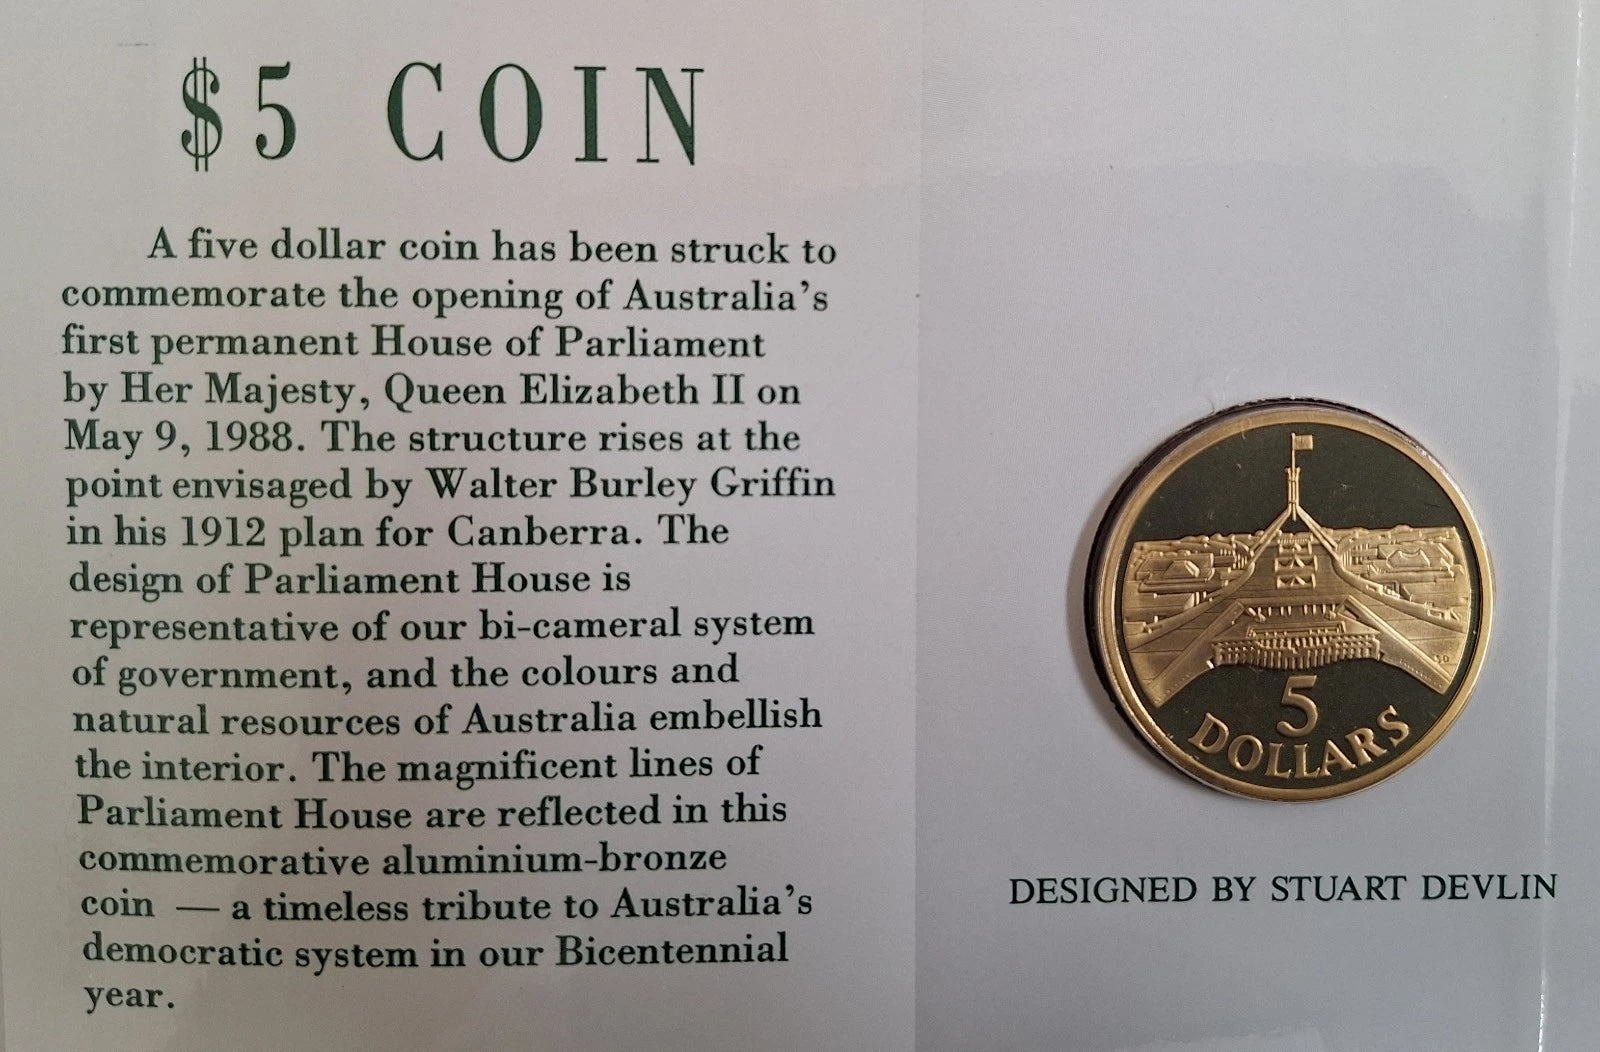 $5 COIN
A five dollar coin has been struck to
commemorate the opening of Australia's
first permanent House of Parliament
by Her Majesty, Queen Elizabeth II on
May 9, 1988. The structure rises at the
point envisaged by Walter Burley Griffin
in his 1912 plan for Canberra. The
design of Parliament House is
representative of our bi-cameral system
of government, and the colours and
natural resources of Australia embellish
the interior. The magnificent lines of
Parliament House are reflected in this
commemorative aluminium-bronze
coin — a timeless tribute to Australia's
democratic system in our Bicentennial
year.
SD
5
DOLLARS
DESIGNED BY STUART DEVLIN